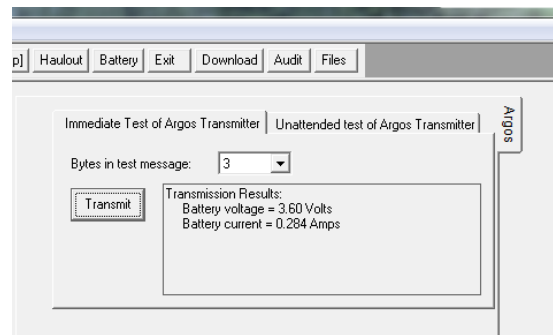 p] Haulout Battery Exit Download Audit Files
Argos
Immediate Test of Argos Transmitter Unattended test of Argos Transmitter
Bytes in test message: 3
Transmit
Transmission Results:
Battery voltage = 3.60 Volts
Battery current = 0.284 Amps